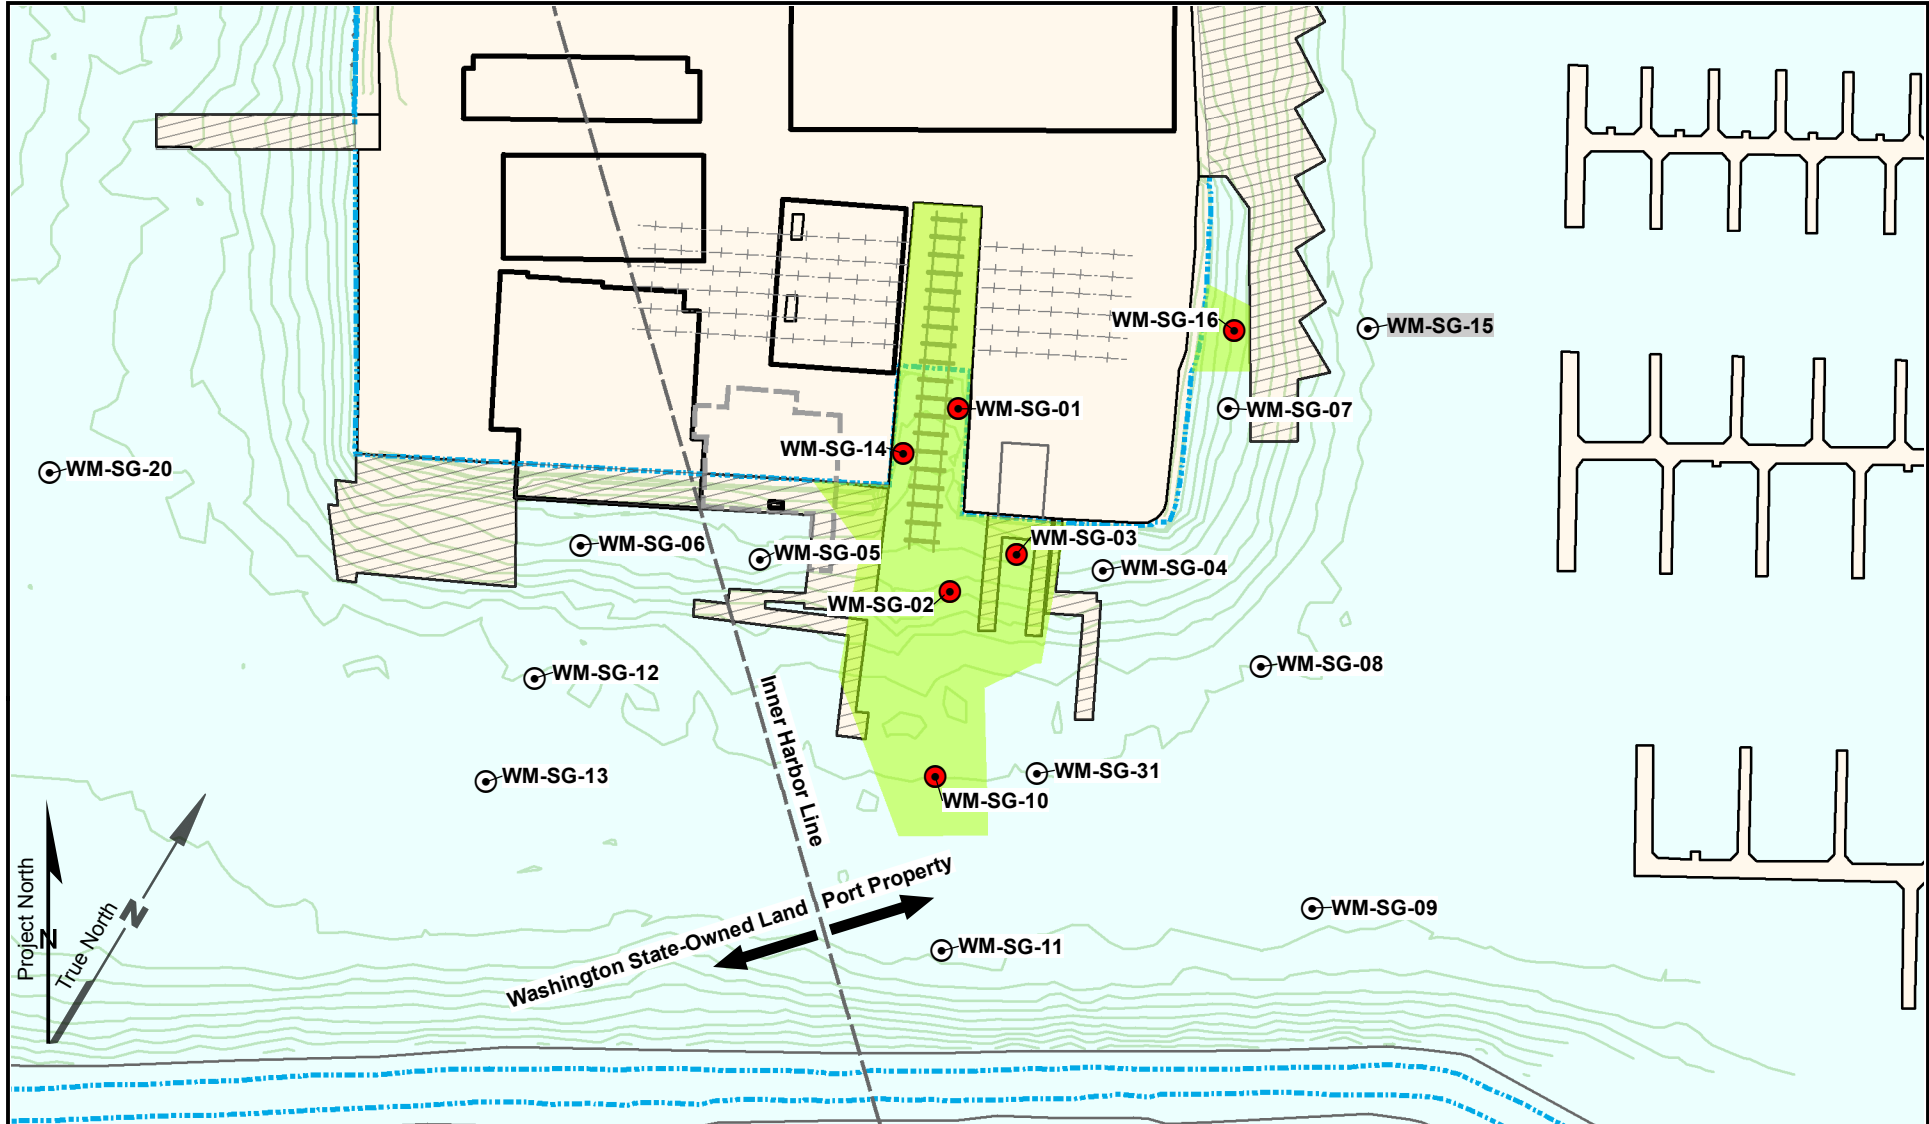 WM-SG-16
WM-SG-15
WM-SG-01
WM-SG-07
WM-SG-14
WM-SG-20
WM-SG-06
WM-SG-05
WM-SG-03
WM-SG-04
WM-SG-02
WM-SG-12
WM-SG-08
WM-SG-13
WM-SG-31
WM-SG-10
Inner Harbor Line
Washington State-Owned Land
Port Property
WM-SG-09
WM-SG-11
Project North
N
True North
N